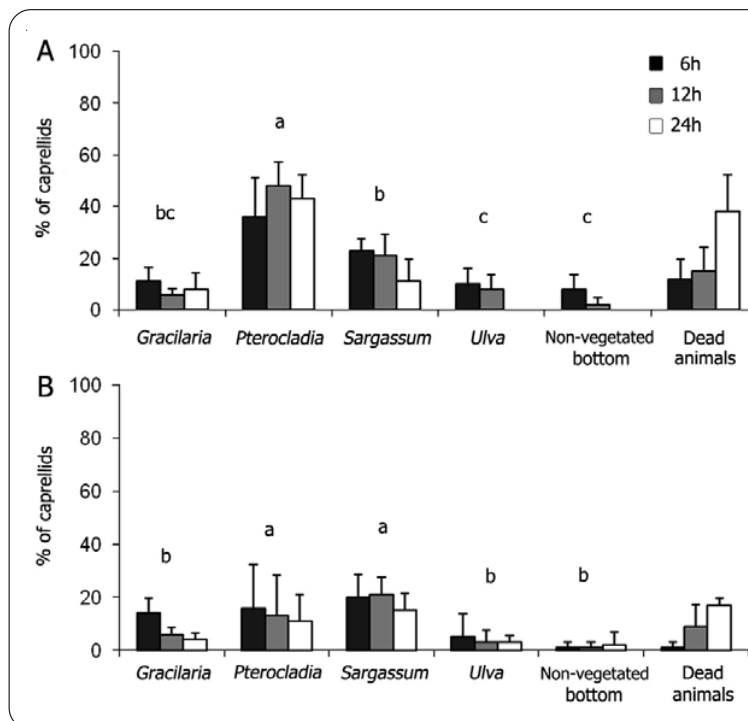 A
100
80
60
40
20
0
% of caprellids
6h
12h
24h
bc
a
b
c
c
Gracilaria
Pterocladia
Sargassum
Ulva
Non-vegetated
bottom
Dead
animals
B
100
80
60
40
20
0
% of caprellids
b
a
a
b
b
Gracilaria
Pterocladia
Sargassum
Ulva
Non-vegetated
bottom
Dead
animals